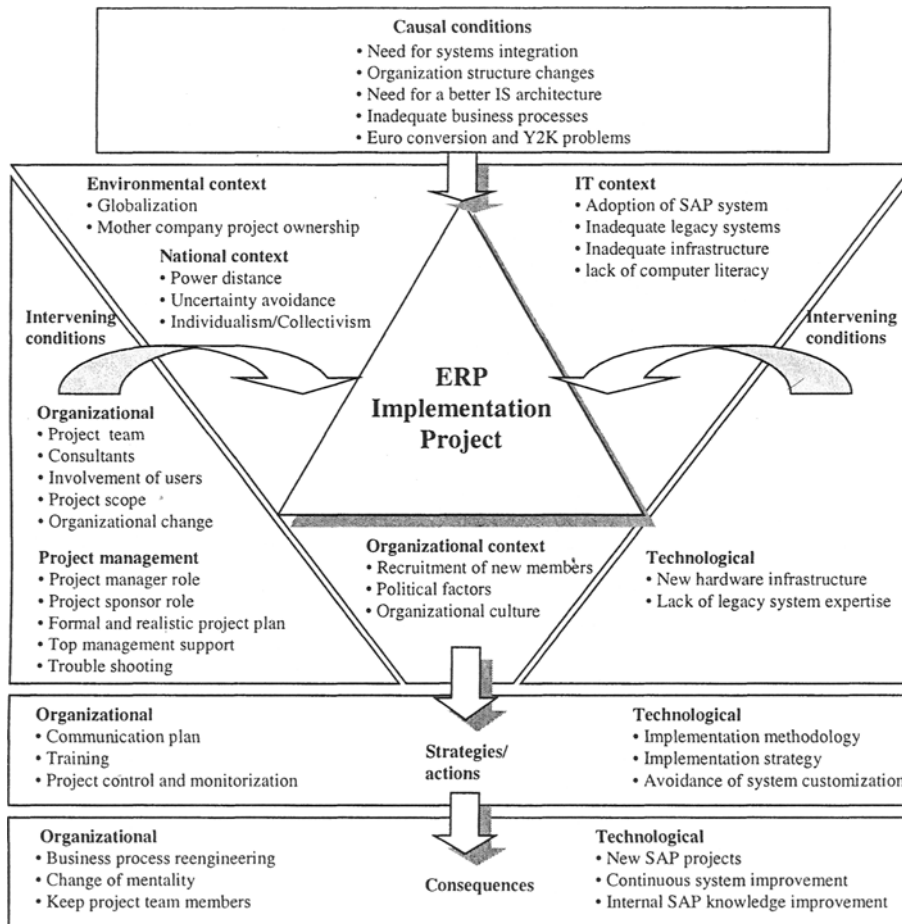 Causal conditions
• Need for systems integration
• Organization structure changes
• Need for a better IS architecture
• Inadequate business processes
• Euro conversion and Y2K problems
Environmental context
• Globalization
• Mother company project ownership
National context
• Power distance
• Uncertainty avoidance
• Individualism/Collectivism
IT context
• Adoption of SAP system
• Inadequate legacy systems
• Inadequate infrastructure
• lack of computer literacy
Intervening
conditions
Intervening
conditions
ERP
Implementation
Project
Organizational
• Project team
• Consultants
• Involvement of users
• Project scope
• Organizational change
Project management
• Project manager role
• Project sponsor role
• Formal and realistic project plan
• Top management support
• Trouble shooting
Organizational context
• Recruitment of new members
• Political factors
• Organizational culture
Technological
• New hardware infrastructure
• Lack of legacy system expertise
Organizational
• Communication plan
• Training
• Project control and monitorization
Strategies/
actions
Technological
• Implementation methodology
• Implementation strategy
• Avoidance of system customization
Organizational
• Business process reengineering
• Change of mentality
• Keep project team members
Consequences
Technological
• New SAP projects
• Continuous system improvement
• Internal SAP knowledge improvement